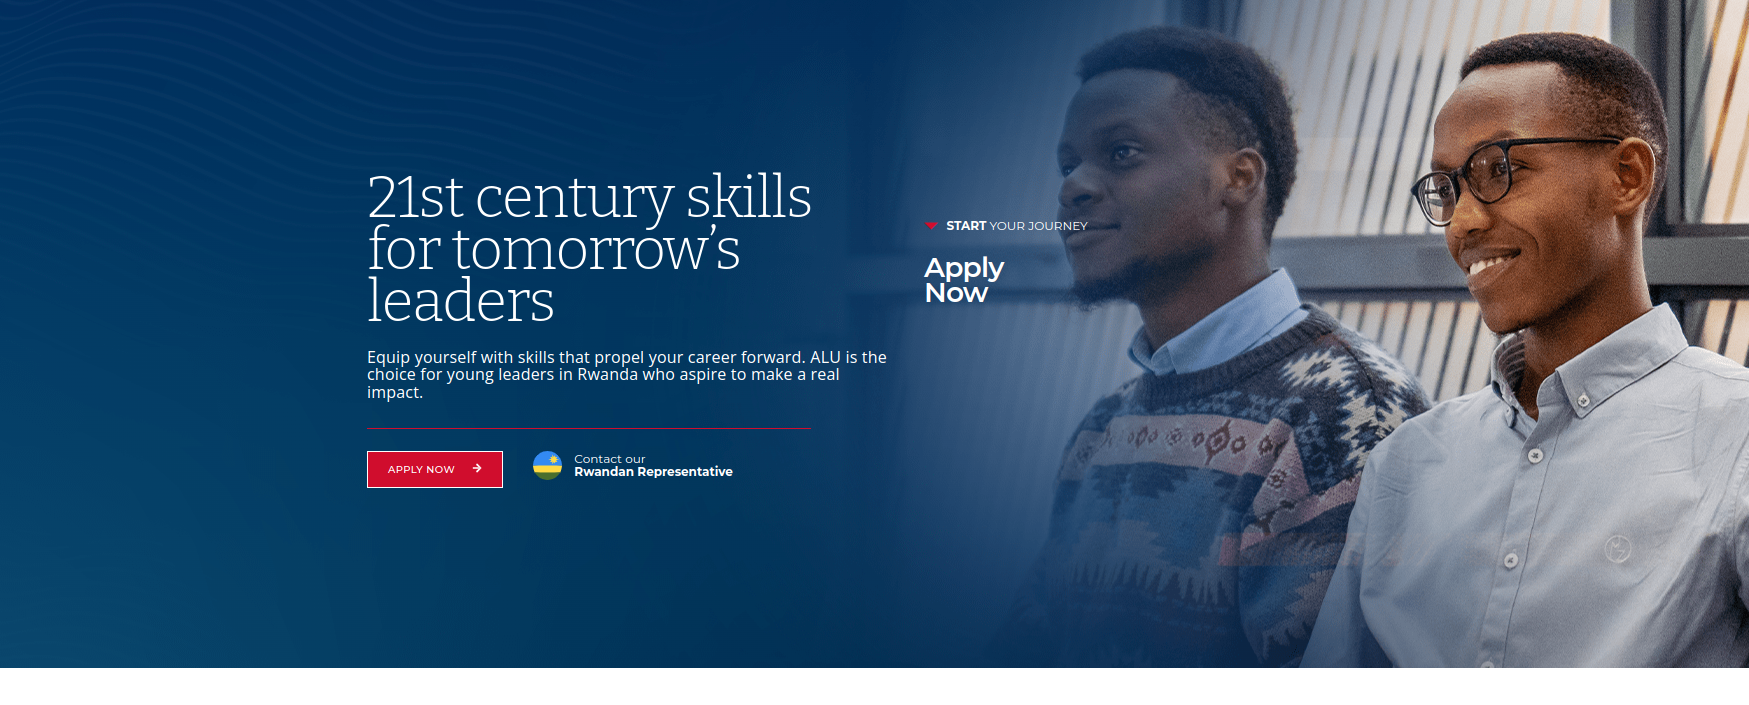 21st century skills
for tomorrow’s
leaders
Equip yourself with skills that propel your career forward. ALU is the
choice for young leaders in Rwanda who aspire to make a real
impact.
APPLY NOW
Contact our
Rwandan Representative
START YOUR JOURNEY
Apply
Now